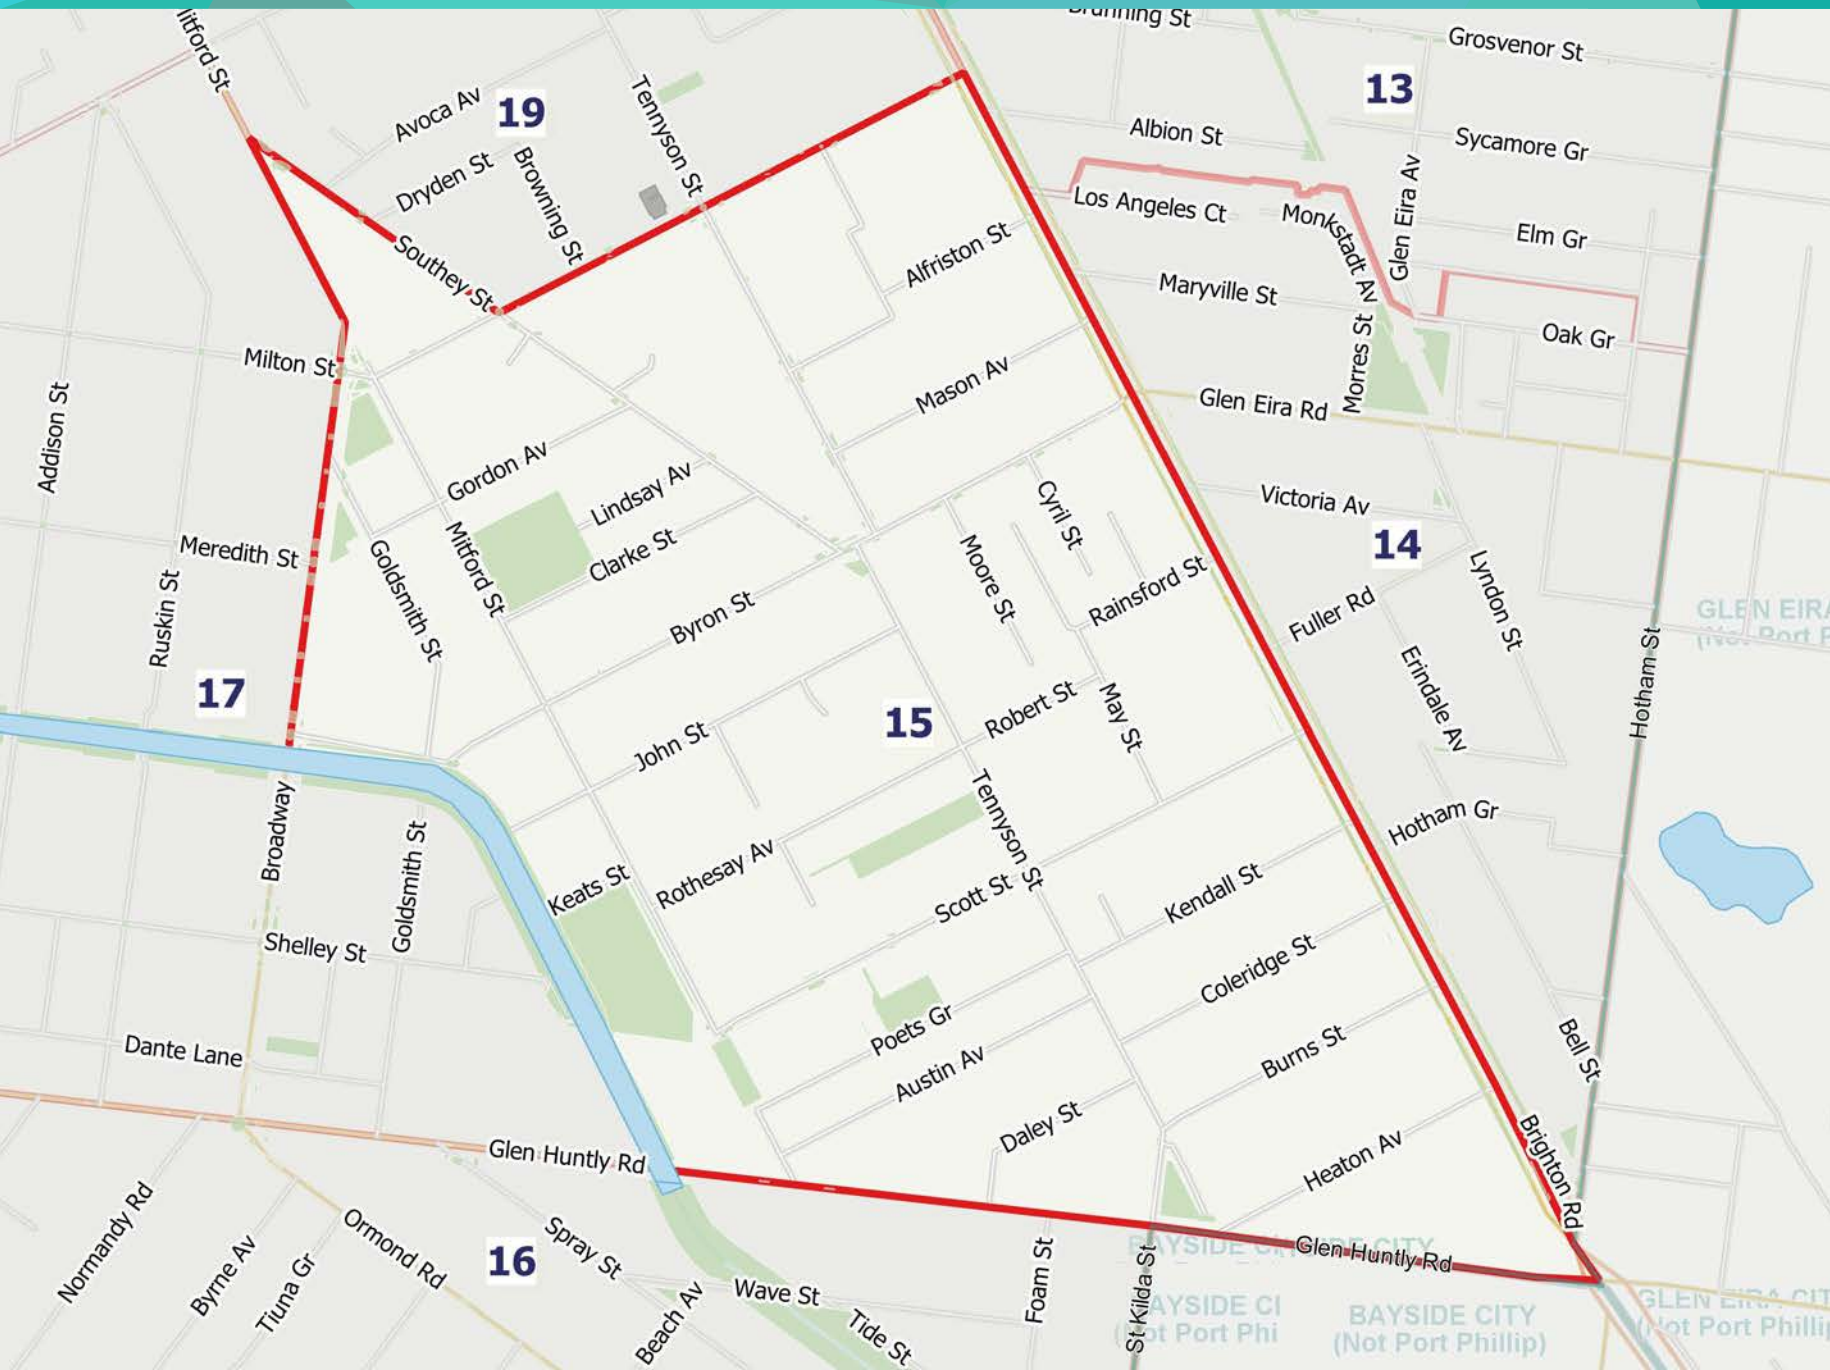 Grosvenor St
13
19
Avoca Av
Tennyson St
Albion St
Sycamore Gr
Dryden St
Browning St
Los Angeles Ct
Monkstadt Av
Glen Eira Av
Elm Gr
Southey St
Alfriston St
Maryville St
Oak Gr
Milton St
Morres St
Mason Av
Glen Eira Rd
Addison St
Gordon Av
Lindsay Av
Cyril St
Victoria Av
14
Meredith St
Goldsmith St
Mitford St
Clarke St
Moore St
Rainsford St
Lyndon St
Ruskin St
Byron St
Fuller Rd
GLEN EIRA
Hotham St
Erindale Av
17
15
John St
Robert St
May St
Broadway
Tennyson St
Hotham Gr
Goldsmith St
Keats St
Rothesay Av
Scott St
Kendall St
Shelley St
Coleridge St
Dante Lane
Poets Gr
Austin Av
Burns St
Bell St
Daley St
Glen Huntly Rd
Heaton Av
Brighton Rd
Normandy Rd
Byrne Av
Tiuna Gr
Ormond Rd
16
Spray St
Glen Huntly Rd
Wave St
Beach Av
Tide St
Foam St
St Kilda St
BAYSIDE CITY
(Not Port Phillip)